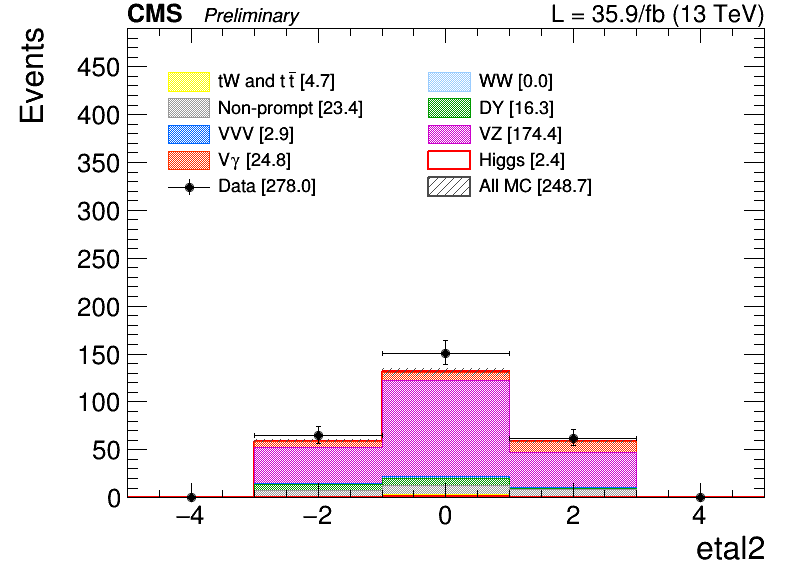 CMS Preliminary L = 35.9/fb (13 TeV)
Events
tW and t t̄ [4.7] WW [0.0]
Non-prompt [23.4] DY [16.3]
VVV [2.9] VZ [174.4]
Vγ [24.8] Higgs [2.4]
Data [278.0] All MC [248.7]
450
400
350
300
250
200
150
100
50
0
−4 −2 0 2 4
etal2